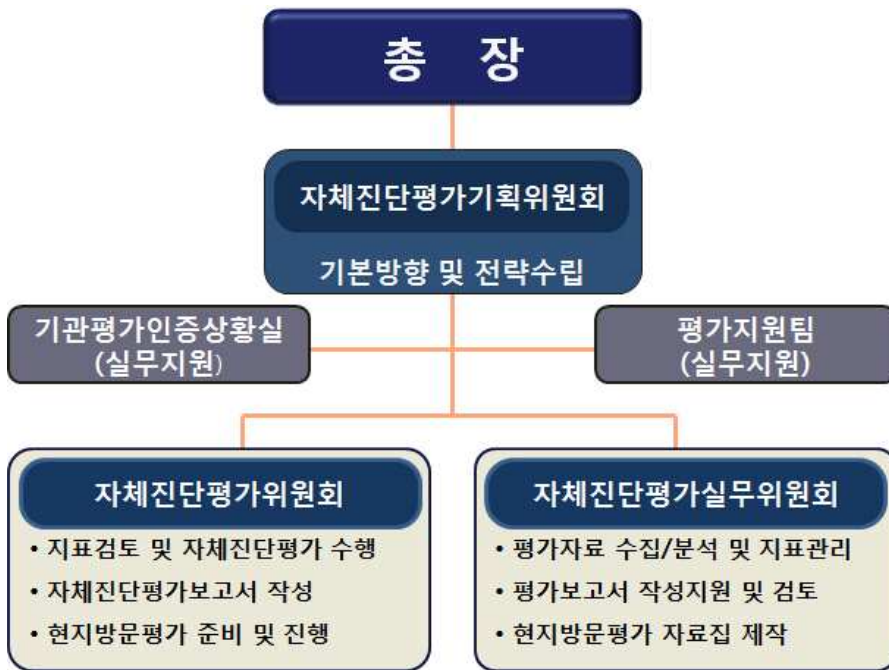 총 장
자체진단평가기획위원회
기본방향 및 전략수립
기관평가인증상황실
(실무지원)
평가지원팀
(실무지원)
자체진단평가위원회
• 지표검토 및 자체진단평가 수행
• 자체진단평가보고서 작성
• 현지방문평가 준비 및 진행
자체진단평가실무위원회
• 평가자료 수집/분석 및 지표관리
• 평가보고서 작성지원 및 검토
• 현지방문평가 자료집 제작